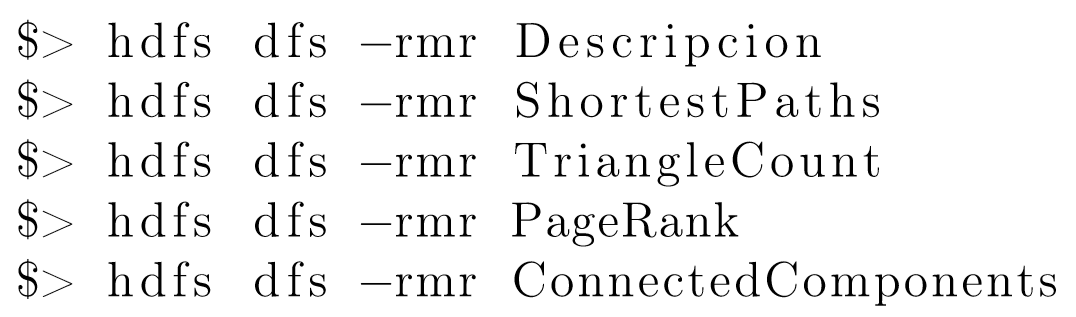 $> hdfs dfs -rmr Descripcion
$> hdfs dfs -rmr ShortestPaths
$> hdfs dfs -rmr TriangleCount
$> hdfs dfs -rmr PageRank
$> hdfs dfs -rmr ConnectedComponents